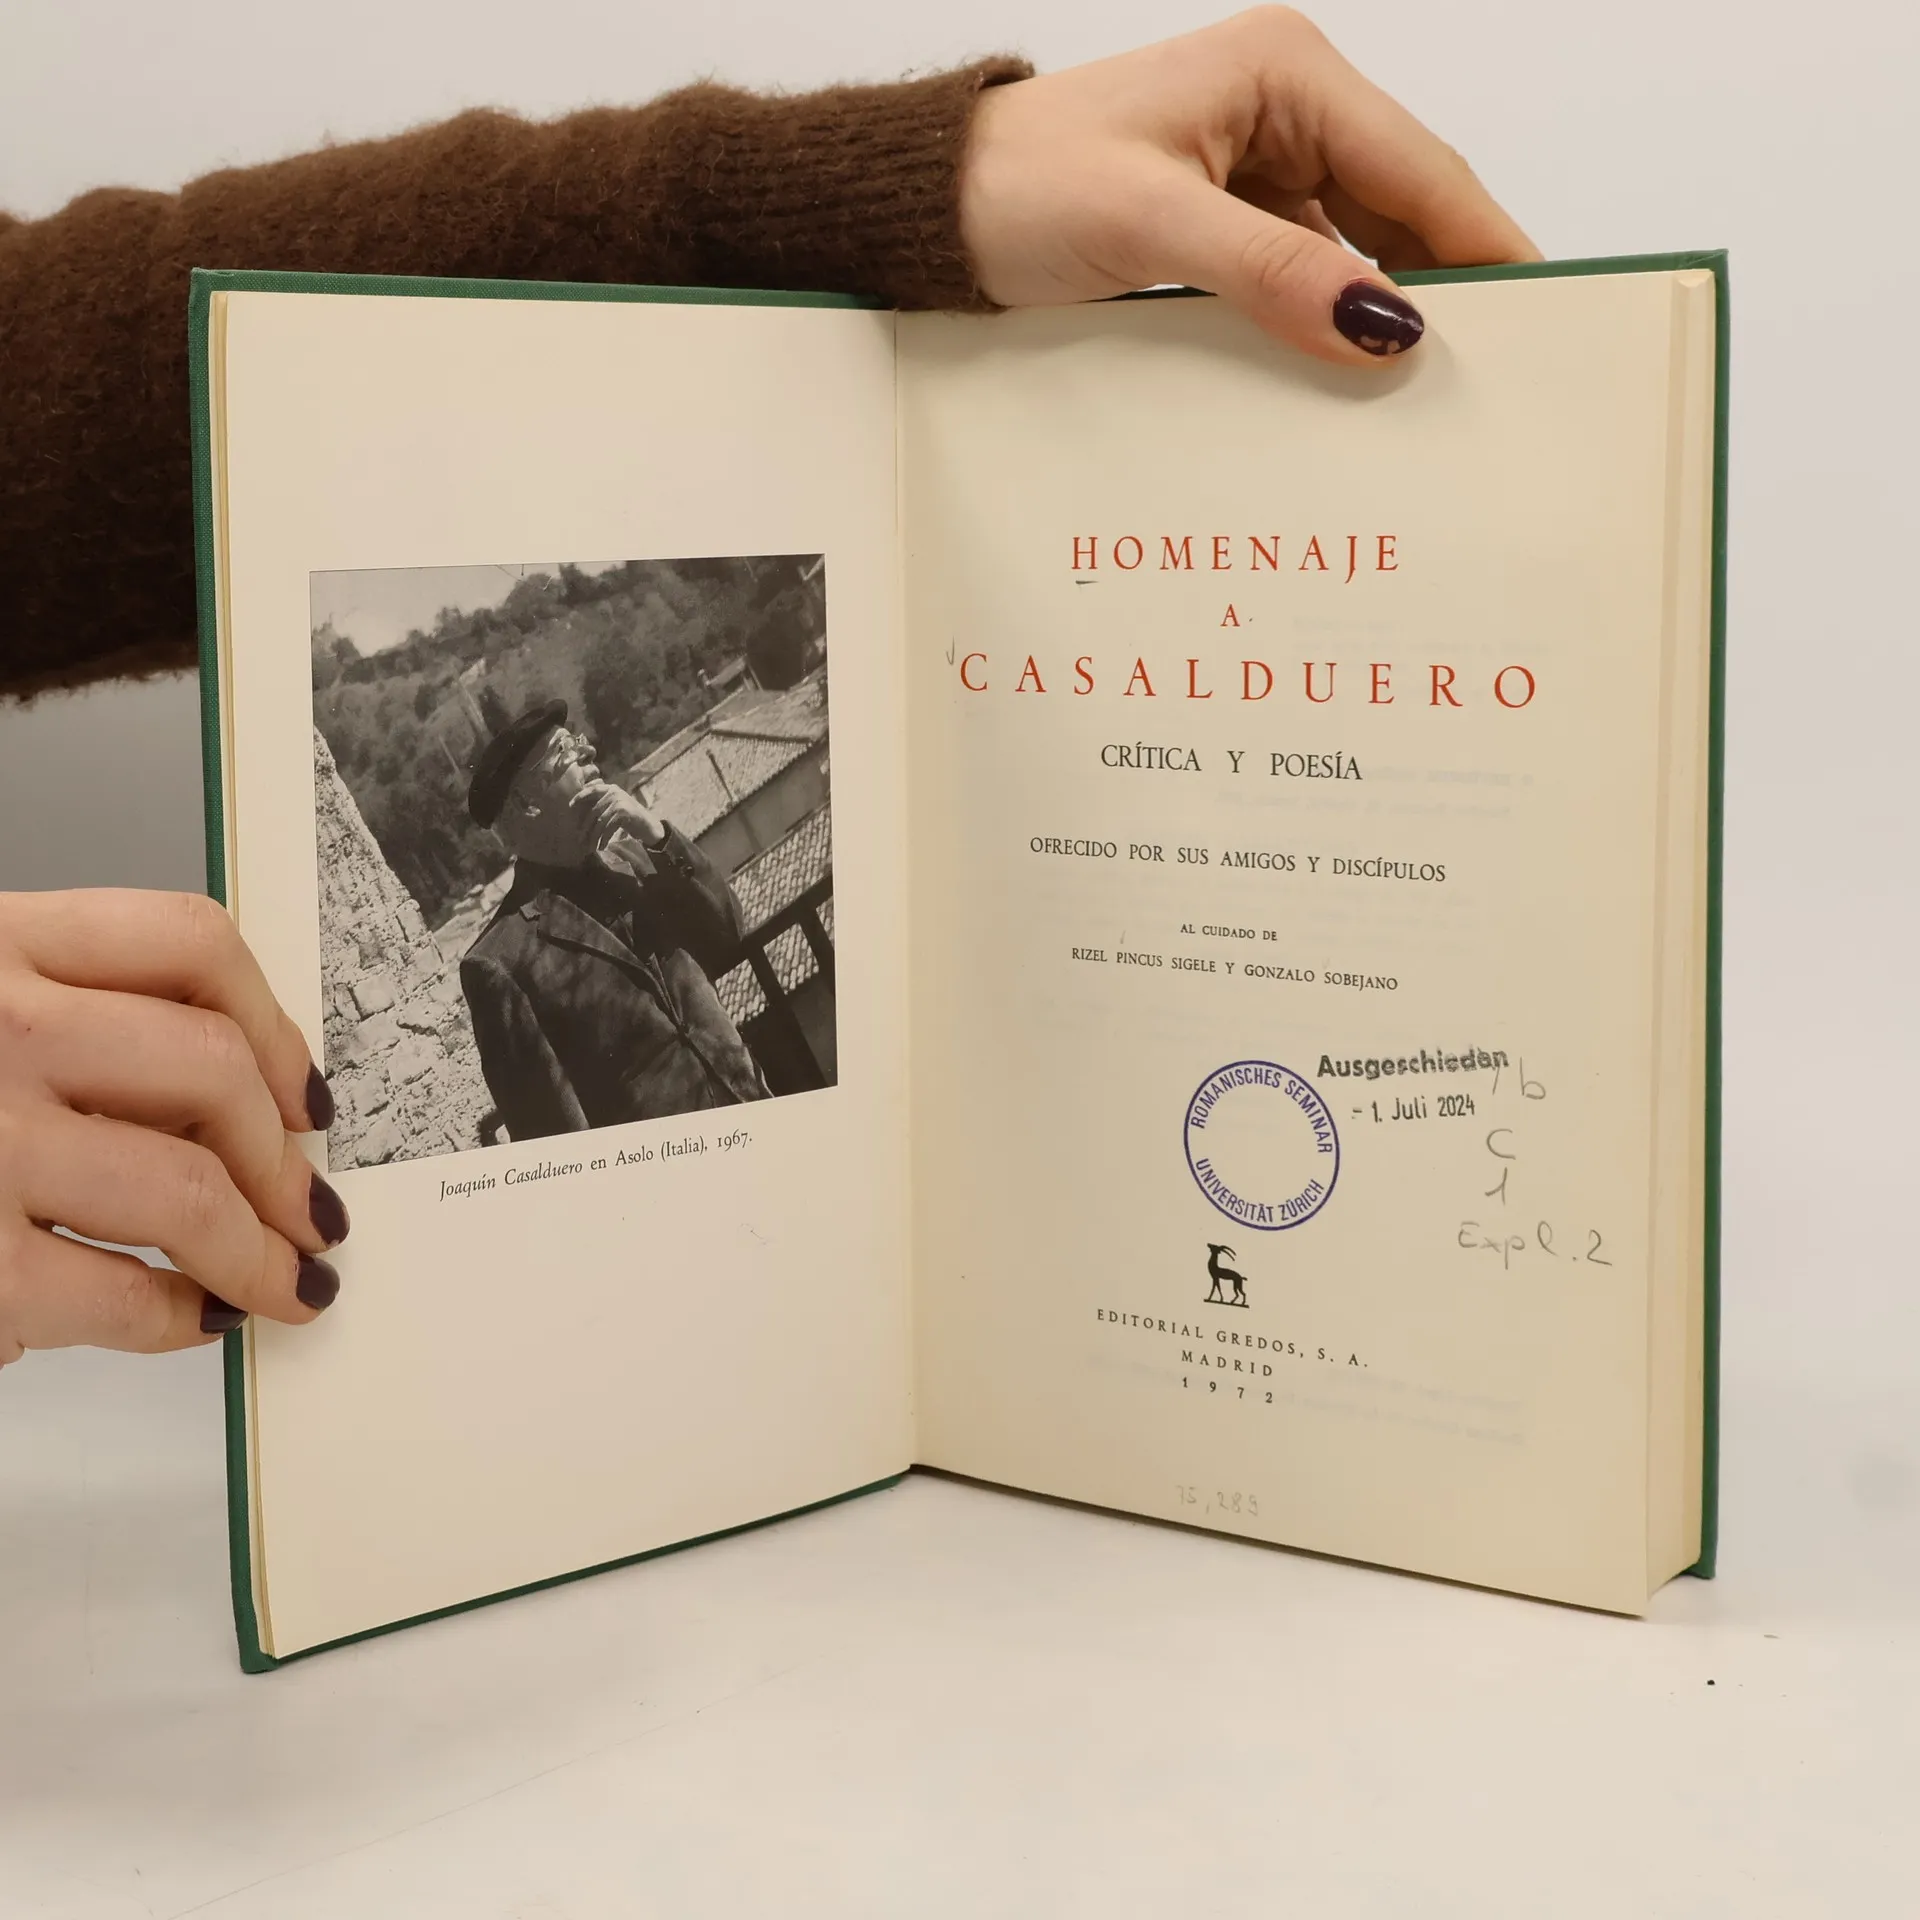 Joaquín Casalduero en Asolo (Italia), 1967.
HOMENAJE
A
CASALDUERO
CRÍTICA Y POESÍA
OFRECIDO POR SUS AMIGOS Y DISCÍPULOS
AL CUIDADO DE
RIZEL PINCUS SIGELE Y GONZALO SOBEJANO
Ausgeschieden
- 1. Juli 2024
ROMANISCHES SEMINAR
UNIVERSITÄT ZÜRICH
b
C
1
Expl. 2
EDITORIAL GREDOS, S. A.
MADRID
1972
75, 289